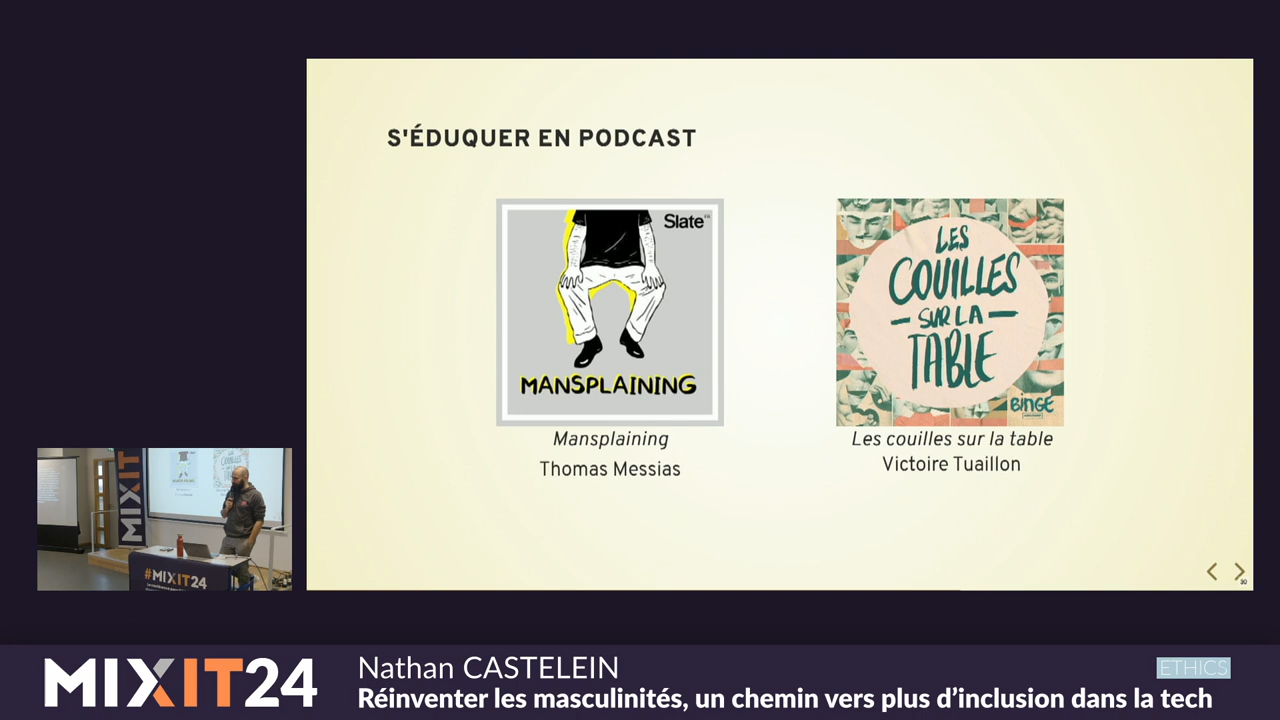 S'ÉDUQUER EN PODCAST
Slate FR
MANSPLAINING
Mansplaining
Thomas Messias
LES
COUILLES
SUR LA
TABLE
BINGE
Les couilles sur la table
Victoire Tuaillon
30
MIXIT
#MIXIT24
MIXIT24
Nathan CASTELEIN
ETHICS
Réinventer les masculinités, un chemin vers plus d’inclusion dans la tech